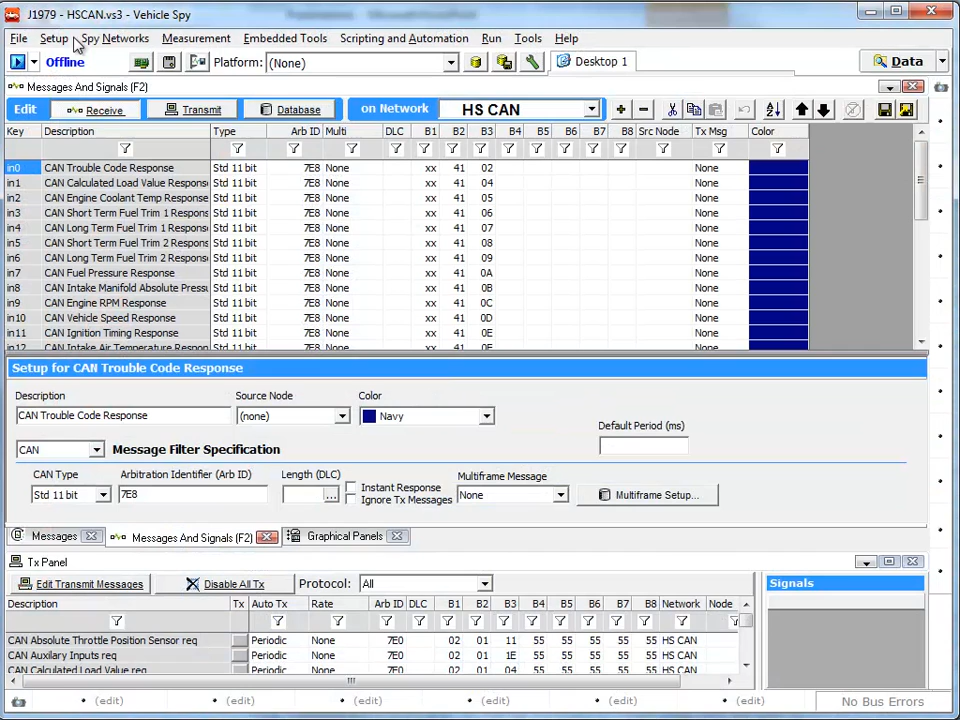 J1979 - HSCAN.vs3 - Vehicle Spy
File Setup Spy Networks Measurement Embedded Tools Scripting and Automation Run Tools Help
Offline Platform: (None) Desktop 1 Data
Messages And Signals (F2)
Edit Receive Transmit Database on Network HS CAN
Key Description Type Arb ID Multi DLC B1 B2 B3 B4 B5 B6 B7 B8 Src Node Tx Msg Color
in0 CAN Trouble Code Response Std 11 bit 7E8 None xx 41 02 None
in1 CAN Calculated Load Value Respons Std 11 bit 7E8 None xx 41 04 None
in2 CAN Engine Coolant Temp Response Std 11 bit 7E8 None xx 41 05 None
in3 CAN Short Term Fuel Trim 1 Respons Std 11 bit 7E8 None xx 41 06 None
in4 CAN Long Term Fuel Trim 1 Respons Std 11 bit 7E8 None xx 41 07 None
in5 CAN Short Term Fuel Trim 2 Respons Std 11 bit 7E8 None xx 41 08 None
in6 CAN Long Term Fuel Trim 2 Respons Std 11 bit 7E8 None xx 41 09 None
in7 CAN Fuel Pressure Response Std 11 bit 7E8 None xx 41 0A None
in8 CAN Intake Manifold Absolute Pressu Std 11 bit 7E8 None xx 41 0B None
in9 CAN Engine RPM Response Std 11 bit 7E8 None xx 41 0C None
in10 CAN Vehicle Speed Response Std 11 bit 7E8 None xx 41 0D None
in11 CAN Ignition Timing Response Std 11 bit 7E8 None xx 41 0E None
in12 CAN Intake Air Temperature Respons Std 11 bit 7E8 None xx 41 0F None
Setup for CAN Trouble Code Response
Description Source Node Color
CAN Trouble Code Response (none) Navy
Default Period (ms)
CAN Message Filter Specification
CAN Type Arbitration Identifier (Arb ID) Length (DLC) Instant Response Multiframe Message
Std 11 bit 7E8 ... Ignore Tx Messages None Multiframe Setup...
Messages Messages And Signals (F2) Graphical Panels
Tx Panel
Edit Transmit Messages Disable All Tx Protocol: All Signals
Description Tx Auto Tx Rate Arb ID DLC B1 B2 B3 B4 B5 B6 B7 B8 Network Node
CAN Absolute Throttle Position Sensor req Periodic None 7E0 02 01 11 55 55 55 55 55 HS CAN
CAN Auxilary Inputs req Periodic None 7E0 02 01 1E 55 55 55 55 55 HS CAN
CAN Calculated Load Value req Periodic None 7E0 02 01 04 55 55 55 55 55 HS CAN
(edit) (edit) (edit) (edit) (edit) (edit) No Bus Errors